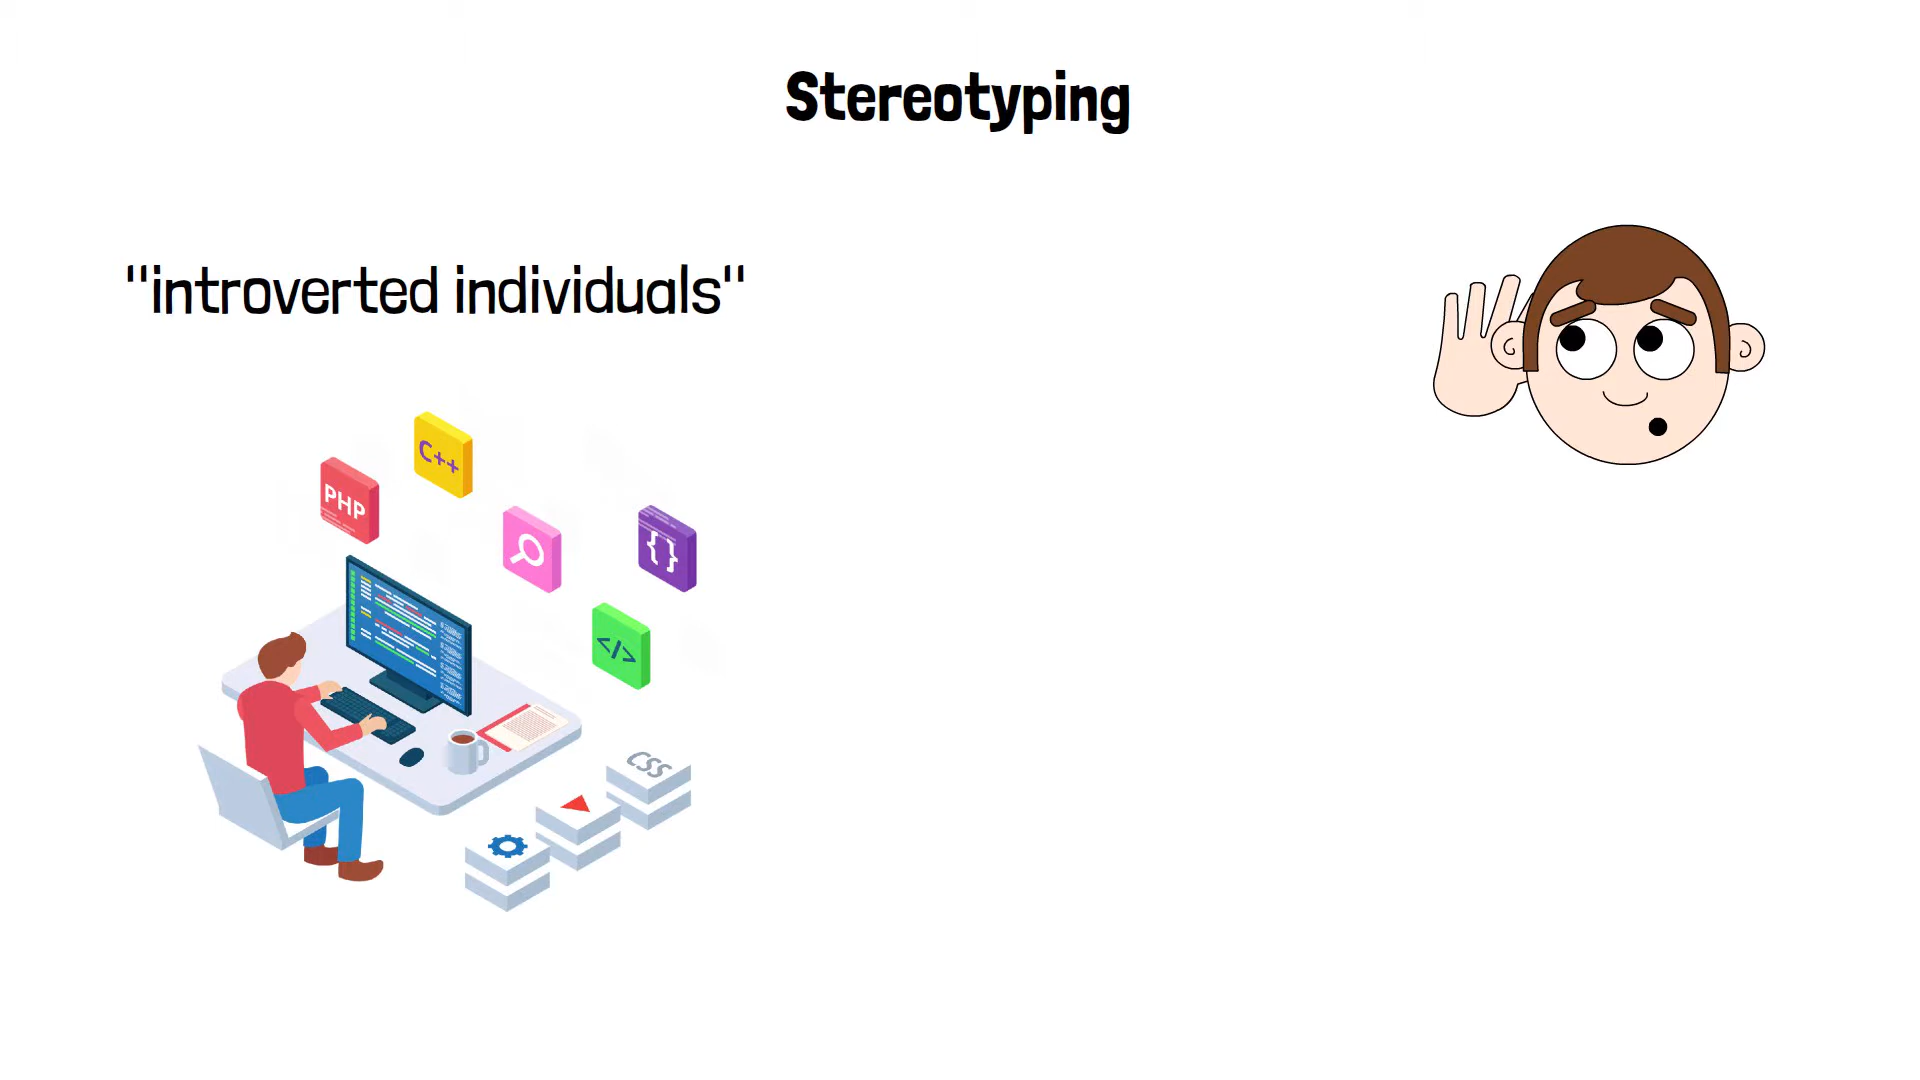 Stereotyping
"introverted individuals"
C++
PHP
{}
</>
CSS